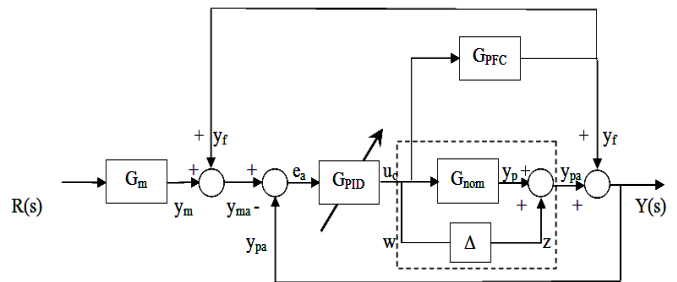 y_f
+
G_PFC
+
y_f
R(s)
G_m
+
y_m
+
y_ma
-
e_a
G_PID
u_c
G_nom
y_p
+
+
y_pa
+
Y(s)
y_pa
w
Δ
z